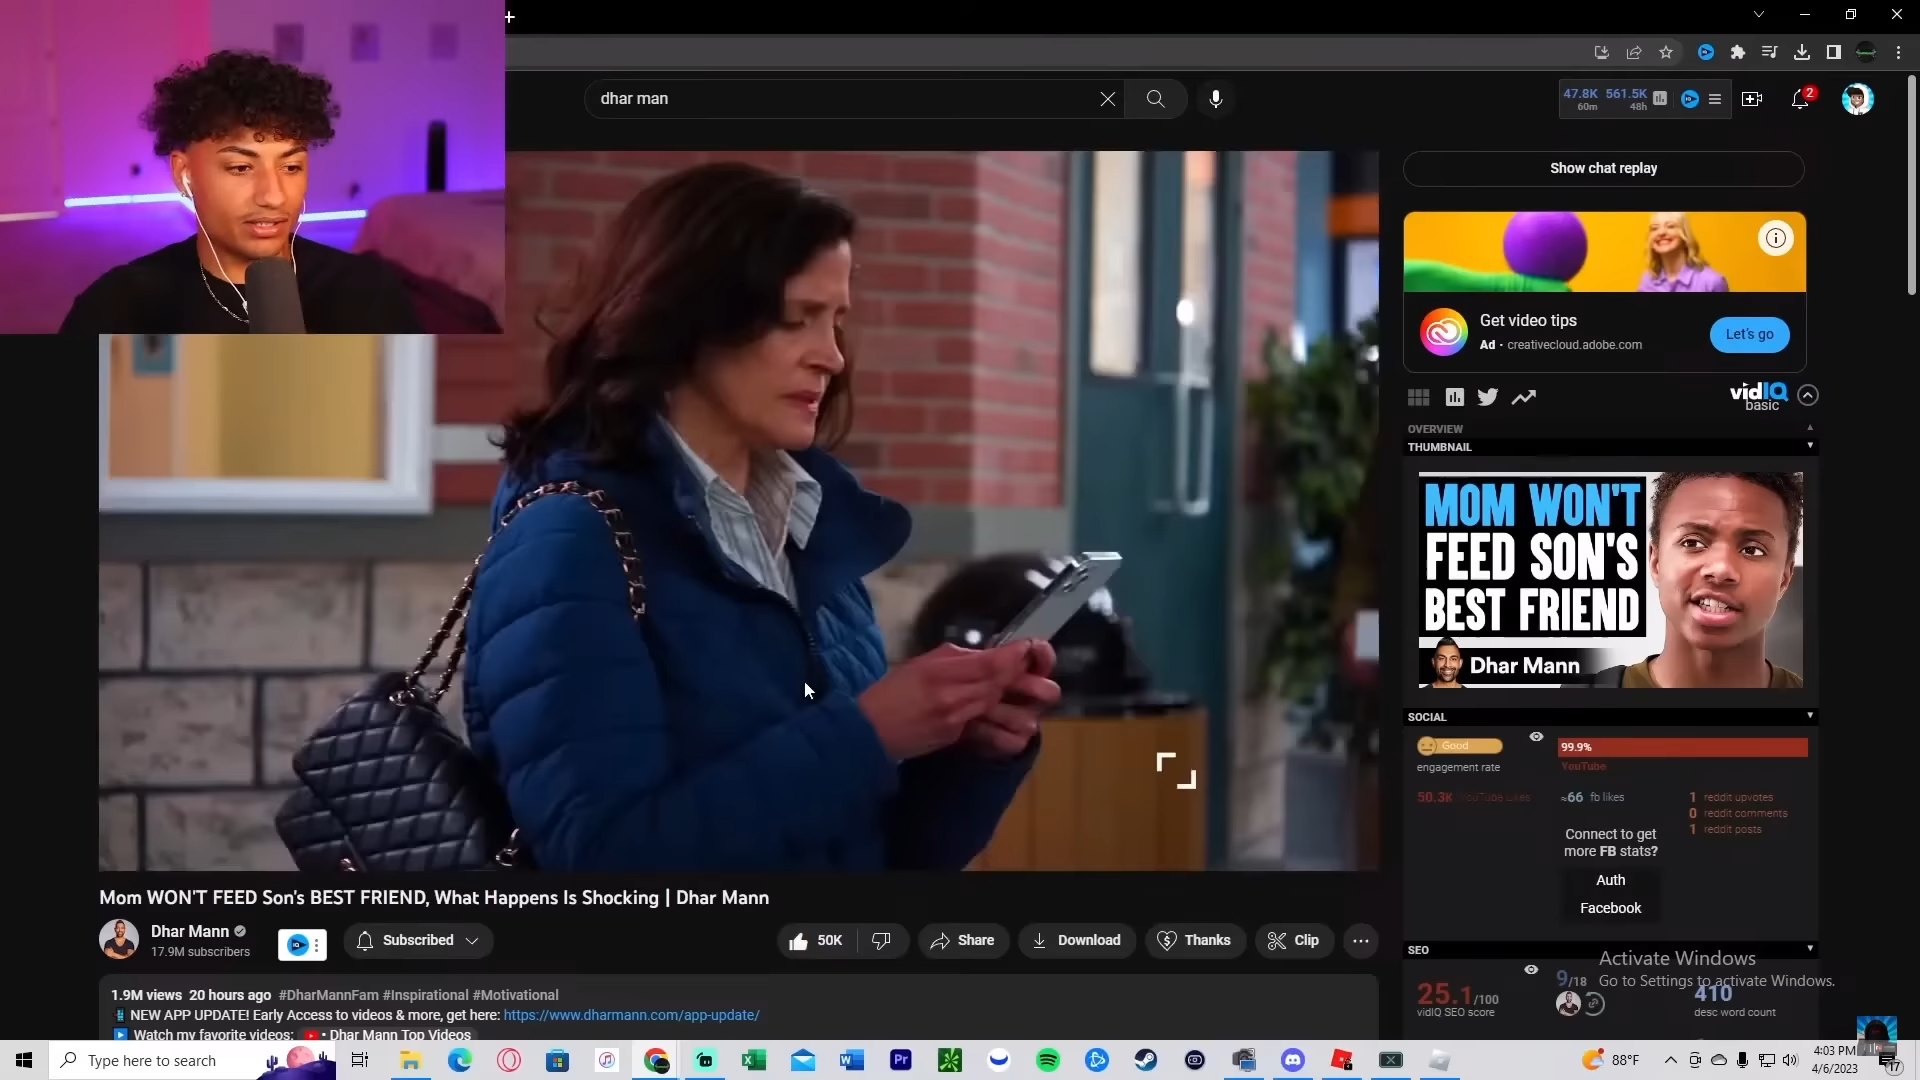 dhar man
47.8K 561.5K
60m 48h
2
Show chat replay
Get video tips
Ad · creativecloud.adobe.com
Let's go
vidIQ
basic
OVERVIEW
THUMBNAIL
MOM WON'T
FEED SON'S
BEST FRIEND
Dhar Mann
SOCIAL
Good
99.9%
engagement rate
YouTube
50.3K YouTube Likes
≈66 fb likes
1 reddit upvotes
0 reddit comments
1 reddit posts
Connect to get
more FB stats?
Auth
Facebook
Mom WON'T FEED Son's BEST FRIEND, What Happens Is Shocking | Dhar Mann
Dhar Mann
17.9M subscribers
Subscribed
50K
Share
Download
Thanks
Clip
SEO
Activate Windows
Go to Settings to activate Windows.
25.1/100
vidIQ SEO score
9/18
410
desc word count
1.9M views 20 hours ago #DharMannFam #Inspirational #Motivational
NEW APP UPDATE! Early Access to videos & more, get here: https://www.dharmann.com/app-update/
Watch my favorite videos: • Dhar Mann Top Videos
Type here to search
88°F
4:03 PM
4/6/2023
17